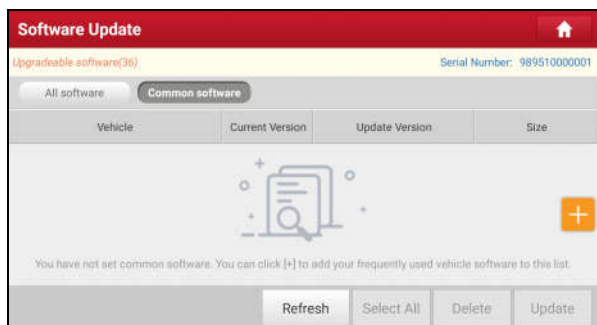 Software Update
Upgradeable software(36)
Serial Number: 989510000001
All software
Common software
Vehicle
Current Version
Update Version
Size
You have not set common software. You can click [+] to add your frequently used vehicle software to this list.
Refresh
Select All
Delete
Update